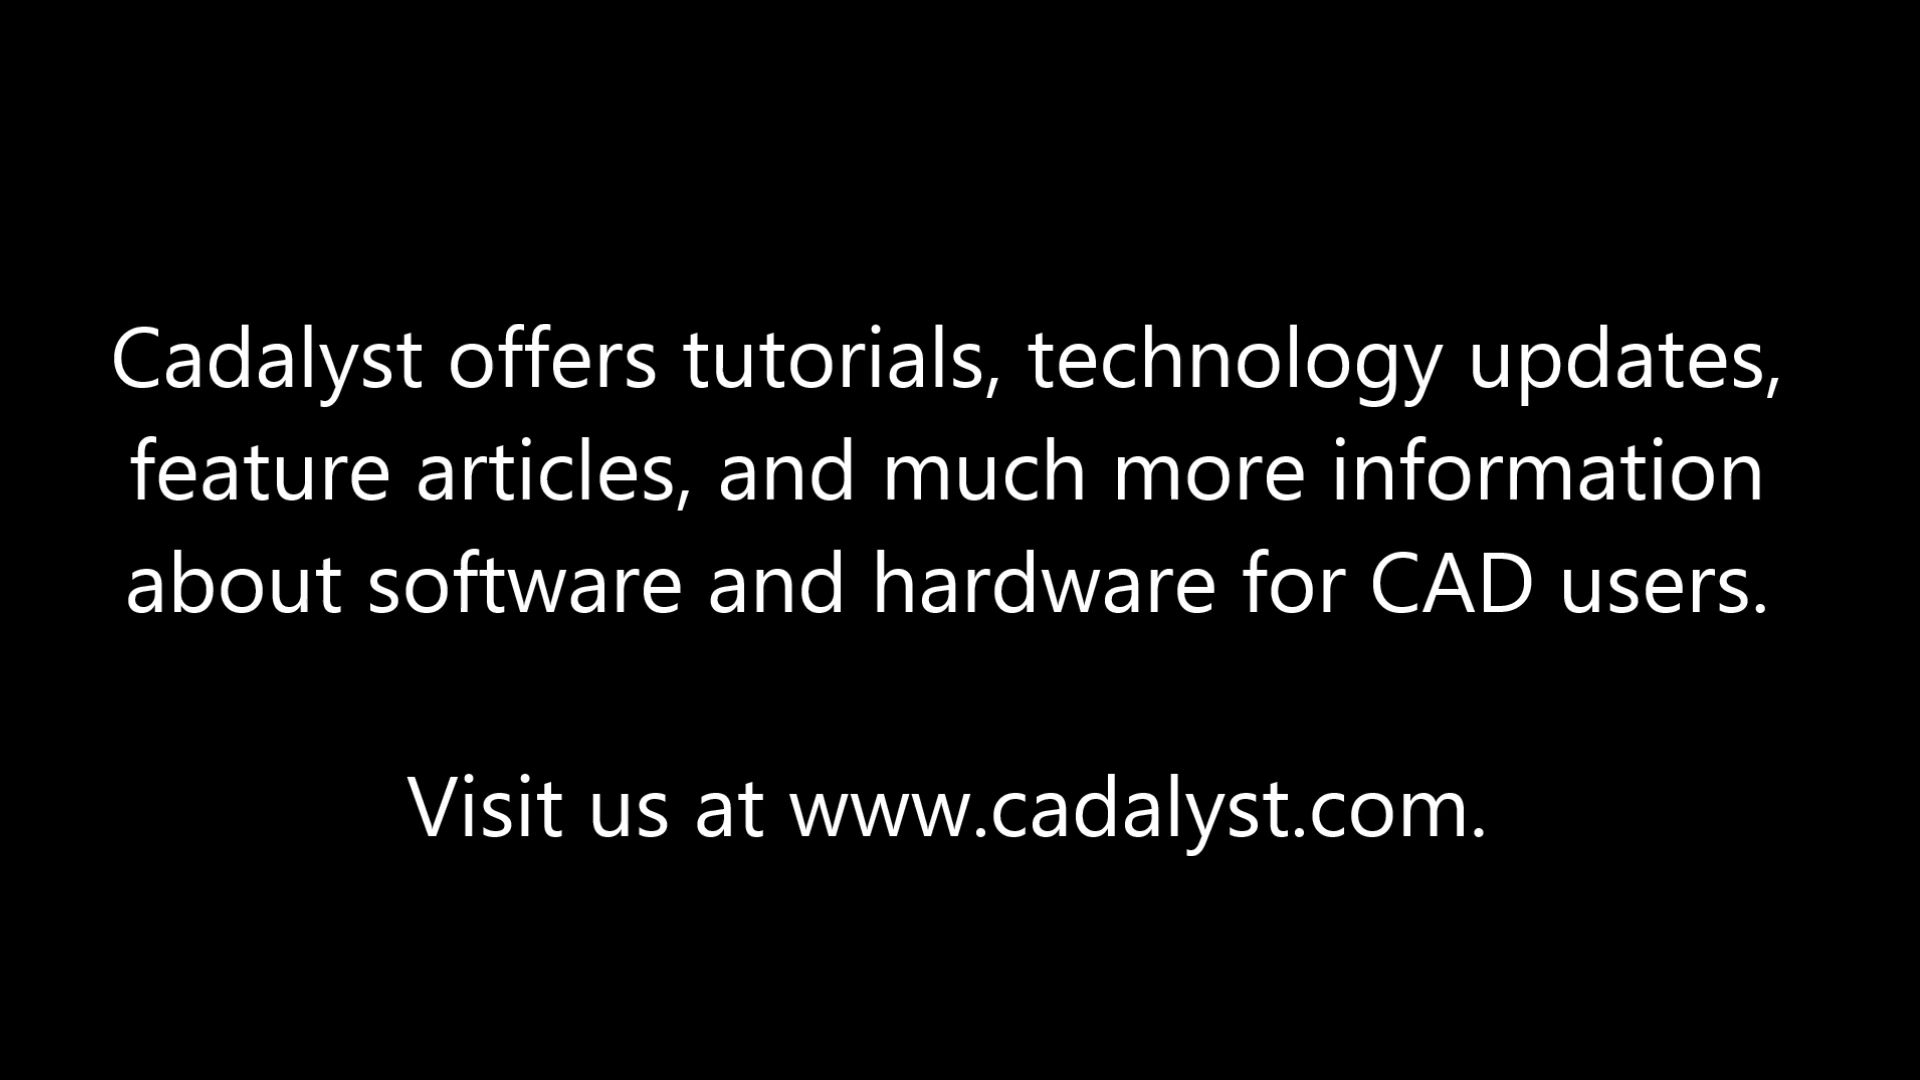 Cadalyst offers tutorials, technology updates,
feature articles, and much more information
about software and hardware for CAD users.
Visit us at www.cadalyst.com.